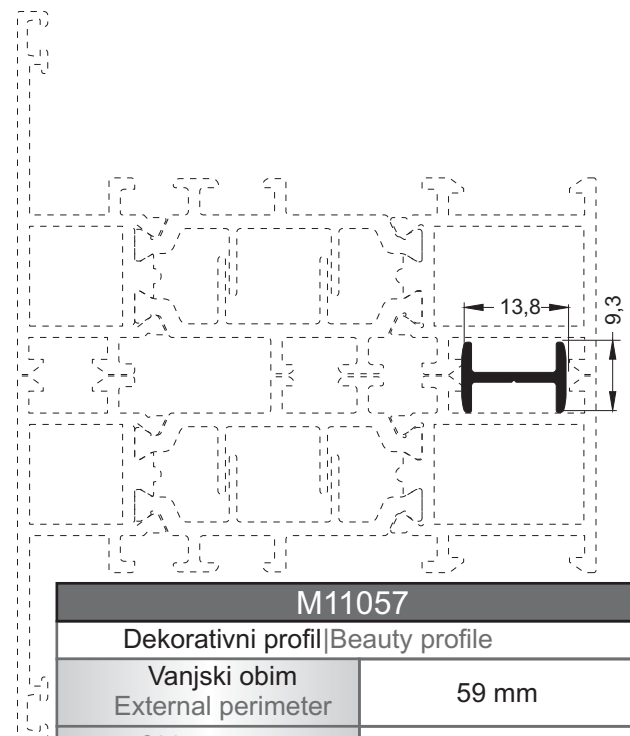 13,8
9,3
M11057
Dekorativni profil|Beauty profile
Vanjski obim
External perimeter
59 mm